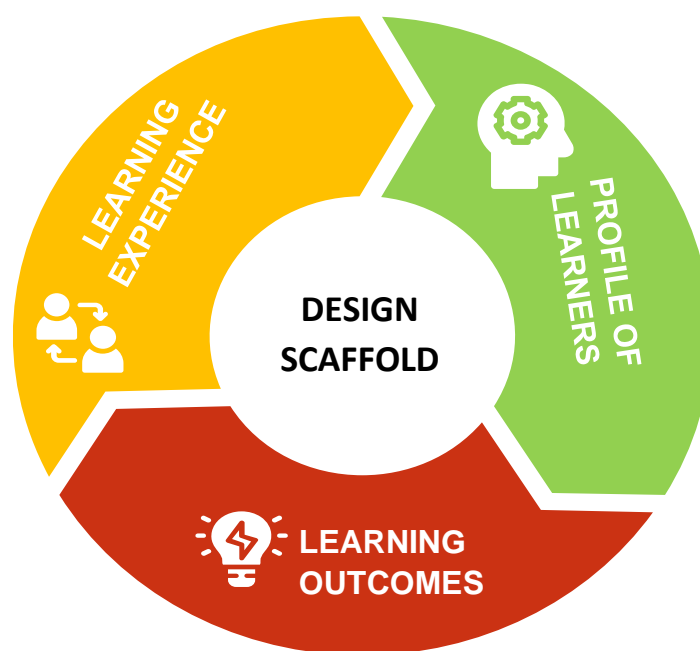 LEARNING
EXPERIENCE
PROFILE OF
LEARNERS
DESIGN
SCAFFOLD
LEARNING
OUTCOMES